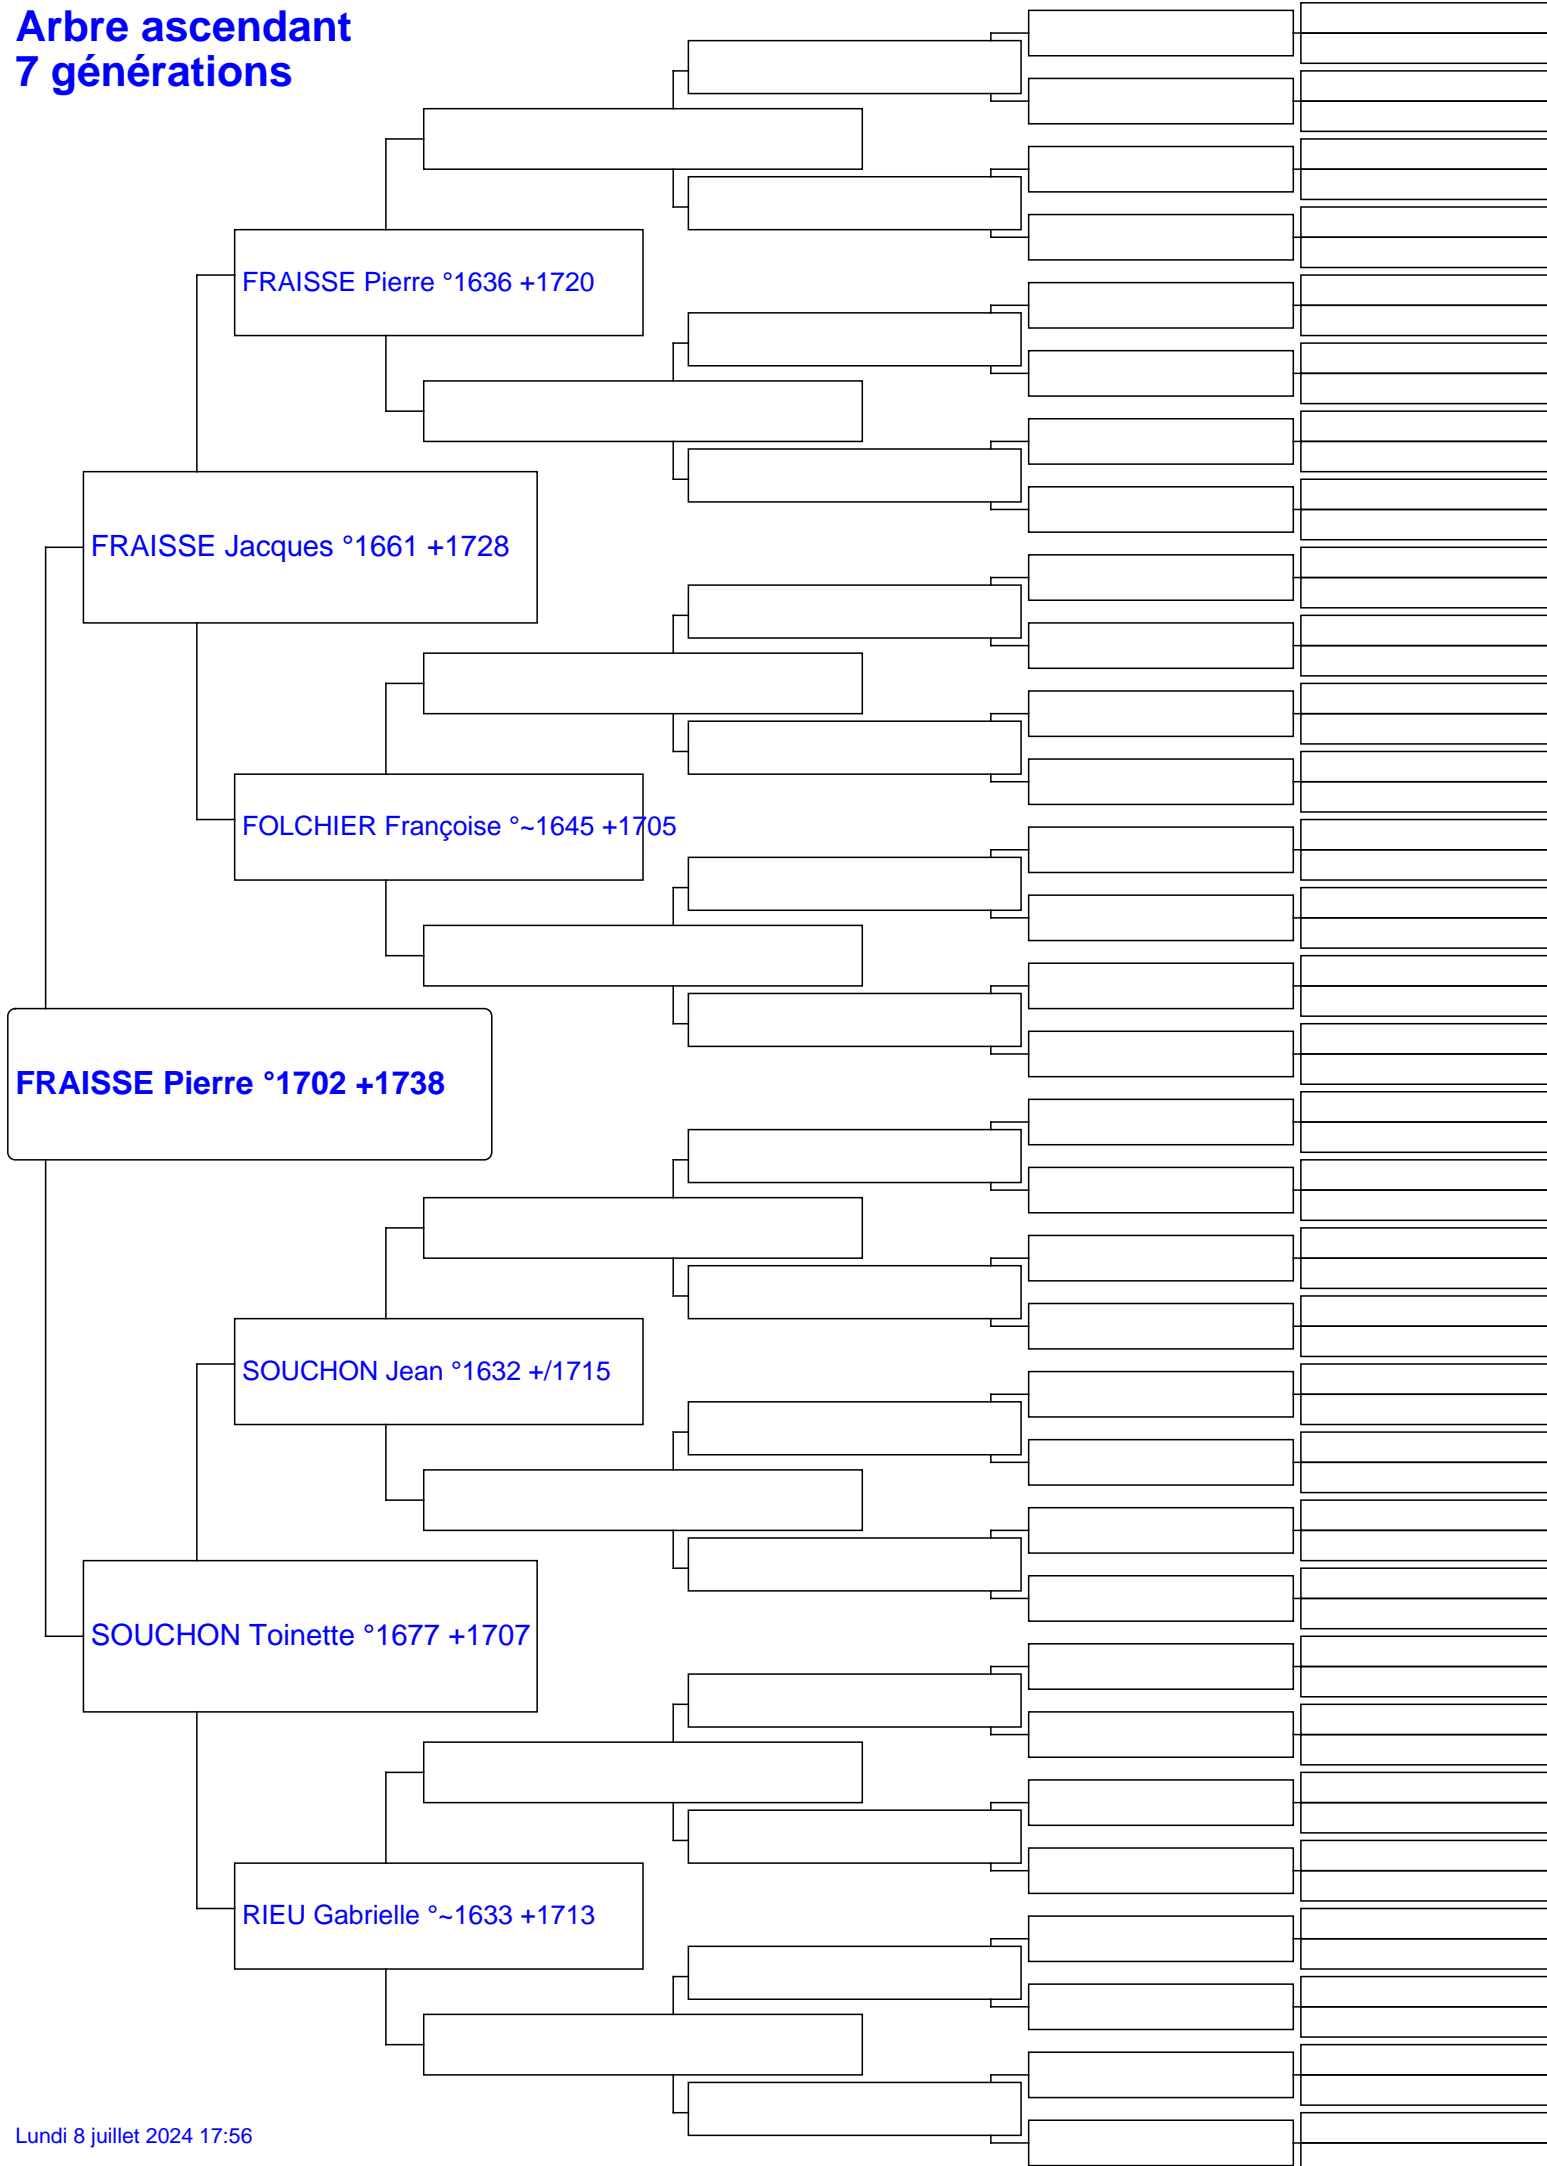 Arbre ascendant
7 générations
FRAISSE Pierre °1636 +1720
FRAISSE Jacques °1661 +1728
FOLCHIER Françoise °~1645 +1705
FRAISSE Pierre °1702 +1738
SOUCHON Jean °1632 +/1715
SOUCHON Toinette °1677 +1707
RIEU Gabrielle °~1633 +1713
Lundi 8 juillet 2024 17:56